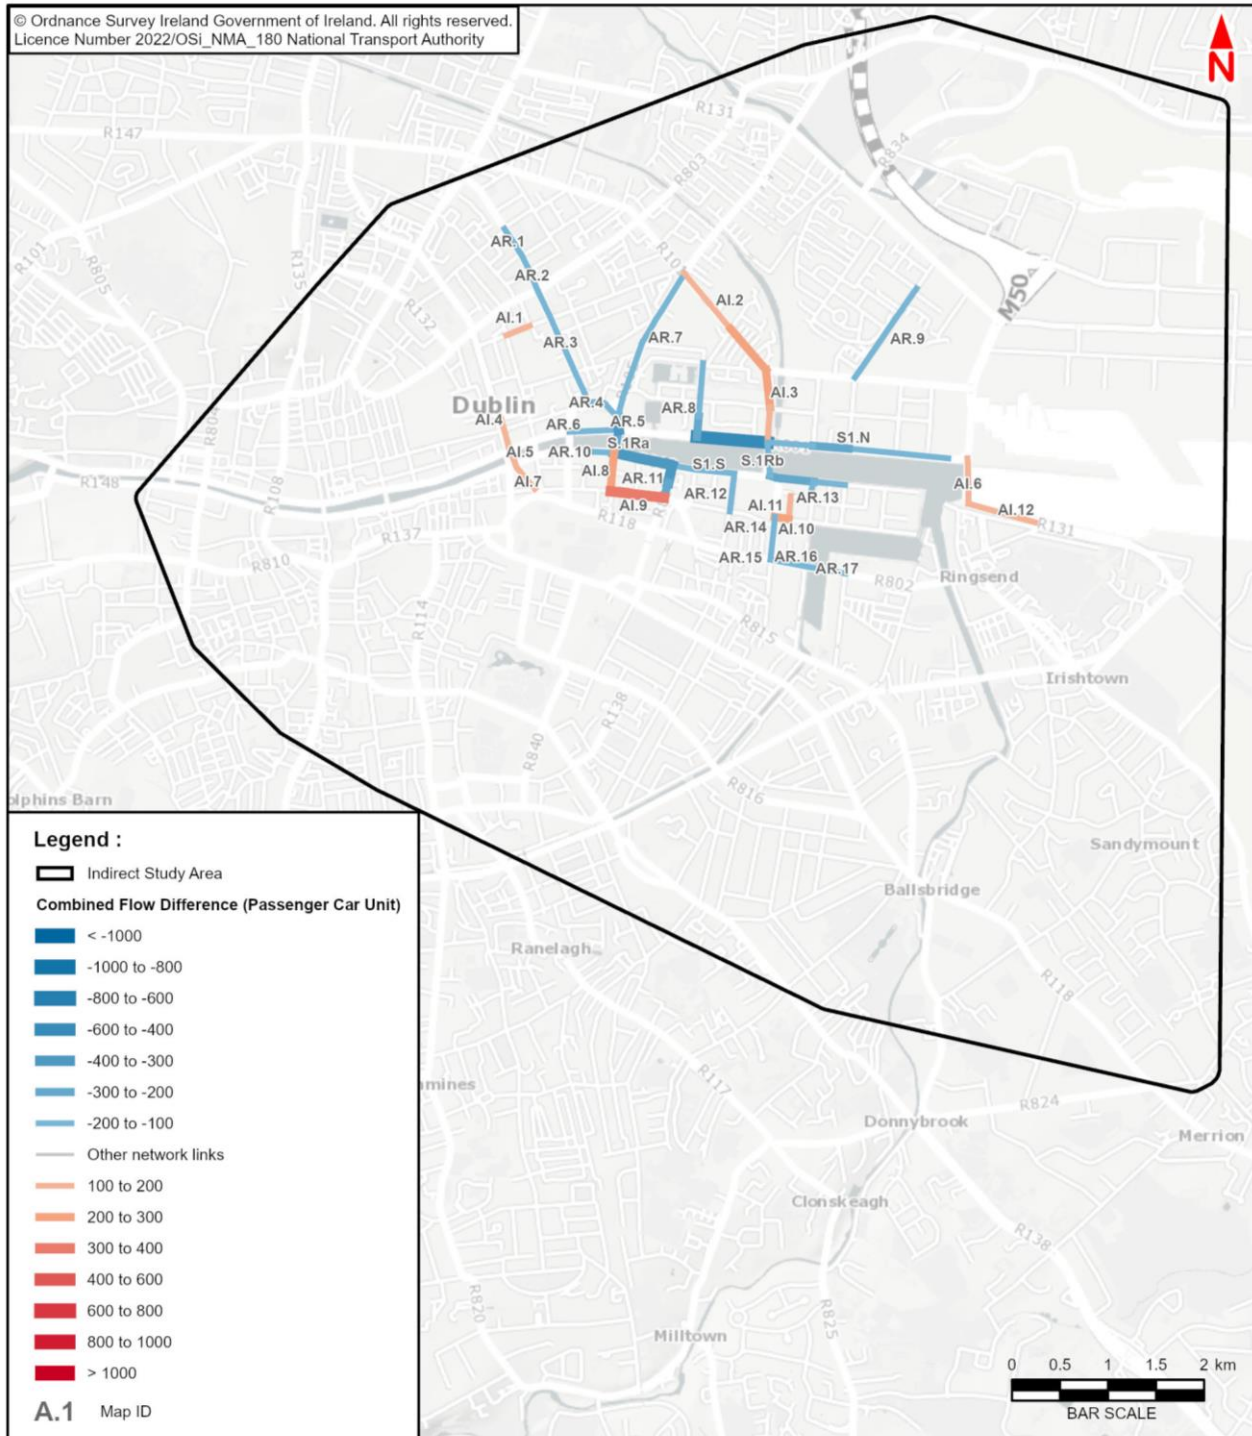 © Ordnance Survey Ireland Government of Ireland. All rights reserved.
Licence Number 2022/OSi_NMA_180 National Transport Authority
N
R147
R131
R803
R834
R101
R805
R135
R132
R101
M50
AR.1
AR.2
AI.1
AR.3
AI.2
AR.7
AR.9
Dublin
AR.4
AI.3
AR.8
AI.4
AR.5
AR.6
S.1Ra
S1.N
AI.5
AR.10
S1.S
S.1Rb
R804
R148
R108
AI.7
AI.8
AR.11
AR.12
AR.13
AI.6
AI.9
AI.11
AI.12
R131
R118
AR.14
AI.10
R137
R810
AR.15
AR.16
AR.17
R802
Ringsend
R114
R815
Irishtown
R138
R840
R816
olphins Barn
Sandymount
Ballsbridge
Ranelagh
R118
R117
mines
R824
Donnybrook
Merrion
Clonskeagh
R138
R820
R825
Milltown
Legend :
Indirect Study Area
Combined Flow Difference (Passenger Car Unit)
< -1000
-1000 to -800
-800 to -600
-600 to -400
-400 to -300
-300 to -200
-200 to -100
Other network links
100 to 200
200 to 300
300 to 400
400 to 600
600 to 800
800 to 1000
> 1000
A.1 Map ID
0 0.5 1 1.5 2 km
BAR SCALE